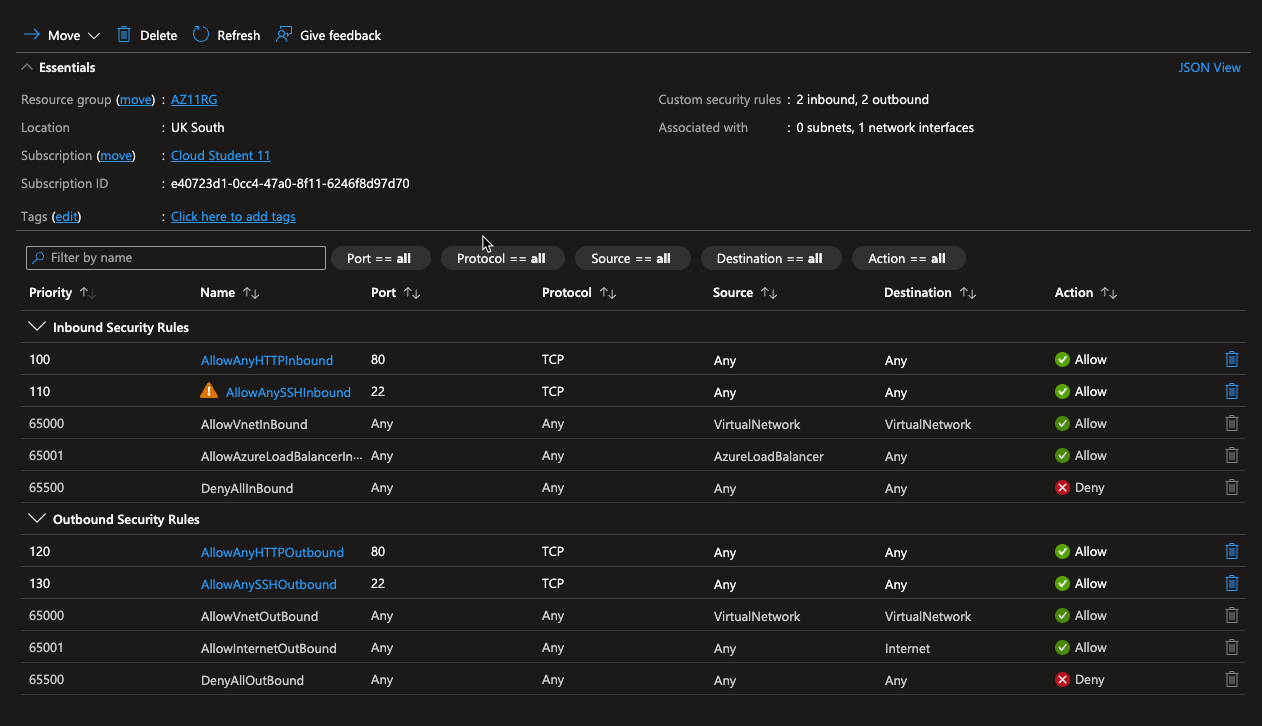 Move Delete Refresh Give feedback
Essentials JSON View
Resource group (move) : AZ11RG Custom security rules : 2 inbound, 2 outbound
Location : UK South Associated with : 0 subnets, 1 network interfaces
Subscription (move) : Cloud Student 11
Subscription ID : e40723d1-0cc4-47a0-8f11-6246f8d97d70
Tags (edit) : Click here to add tags
Filter by name Port == all Protocol == all Source == all Destination == all Action == all
Priority Name Port Protocol Source Destination Action
Inbound Security Rules
100 AllowAnyHTTPInbound 80 TCP Any Any Allow
110 AllowAnySSHInbound 22 TCP Any Any Allow
65000 AllowVnetInBound Any Any VirtualNetwork VirtualNetwork Allow
65001 AllowAzureLoadBalancerIn... Any Any AzureLoadBalancer Any Allow
65500 DenyAllInBound Any Any Any Any Deny
Outbound Security Rules
120 AllowAnyHTTPOutbound 80 TCP Any Any Allow
130 AllowAnySSHOutbound 22 TCP Any Any Allow
65000 AllowVnetOutBound Any Any VirtualNetwork VirtualNetwork Allow
65001 AllowInternetOutBound Any Any Any Internet Allow
65500 DenyAllOutBound Any Any Any Any Deny